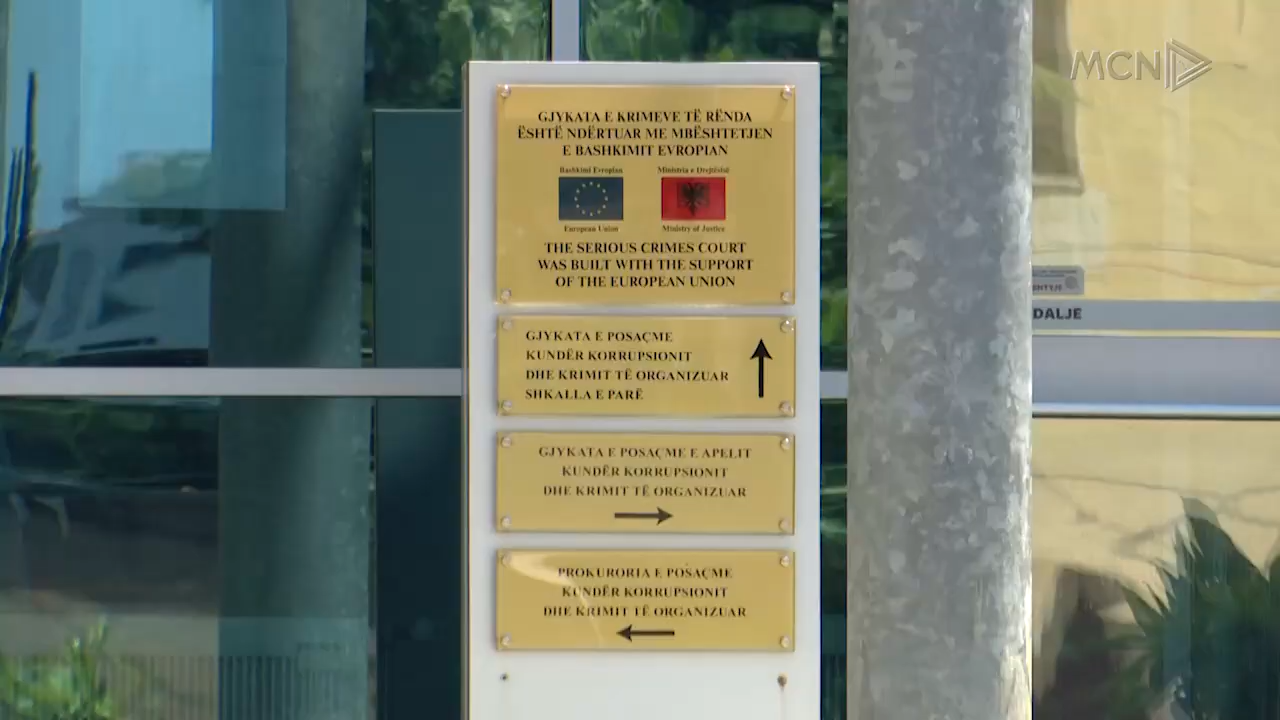 MCN
GJYKATA E KRIMEVE TË RËNDA
ËSHTË NDËRTUAR ME MBËSHTETJEN
E BASHKIMIT EVROPIAN
Bashkimi Evropian
Ministria e Drejtësisë
European Union
Ministry of Justice
THE SERIOUS CRIMES COURT
WAS BUILT WITH THE SUPPORT
OF THE EUROPEAN UNION
DALJE
GJYKATA E POSAÇME
KUNDËR KORRUPSIONIT
DHE KRIMIT TË ORGANIZUAR
SHKALLA E PARË
GJYKATA E POSAÇME E APELIT
KUNDËR KORRUPSIONIT
DHE KRIMIT TË ORGANIZUAR
PROKURORIA E POSAÇME
KUNDËR KORRUPSIONIT
DHE KRIMIT TË ORGANIZUAR